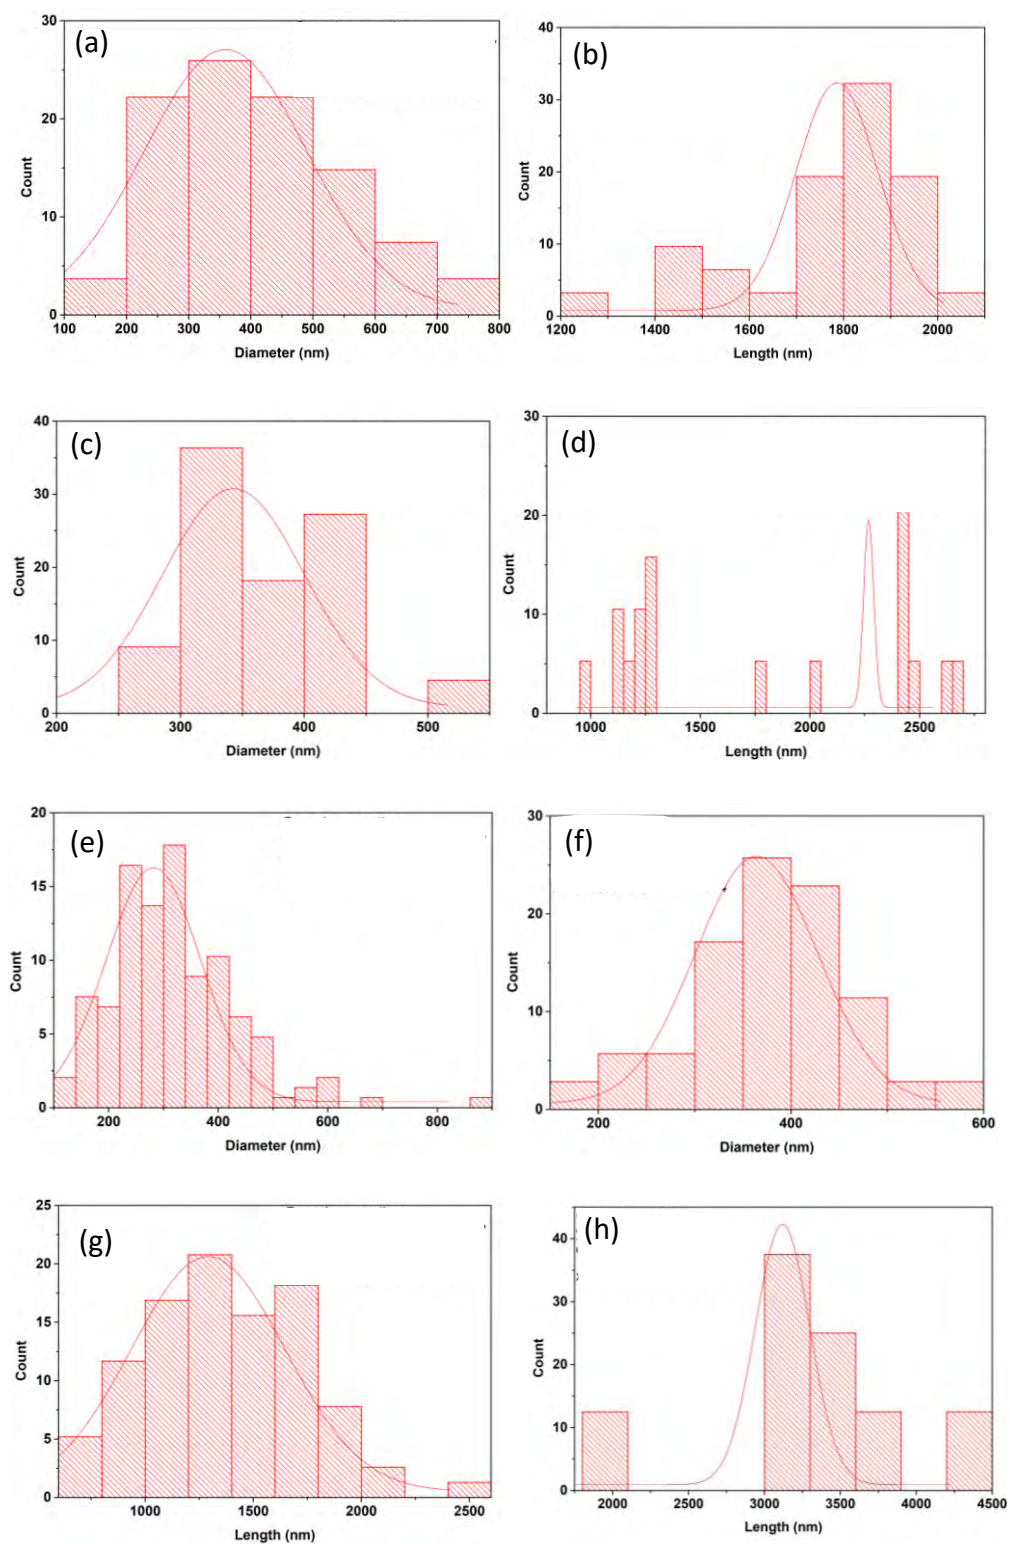 (a)
Count
30
20
10
0
100 200 300 400 500 600 700 800
Diameter (nm)
(b)
Count
40
30
20
10
0
1200 1400 1600 1800 2000
Length (nm)
(c)
Count
40
30
20
10
0
200 300 400 500
Diameter (nm)
(d)
Count
30
20
10
0
1000 1500 2000 2500
Length (nm)
(e)
Count
20
15
10
5
0
200 400 600 800
Diameter (nm)
(f)
Count
30
20
10
0
200 400 600
Diameter (nm)
(g)
Count
25
20
15
10
5
0
1000 1500 2000 2500
Length (nm)
(h)
Count
40
30
20
10
0
2000 2500 3000 3500 4000 4500
Length (nm)